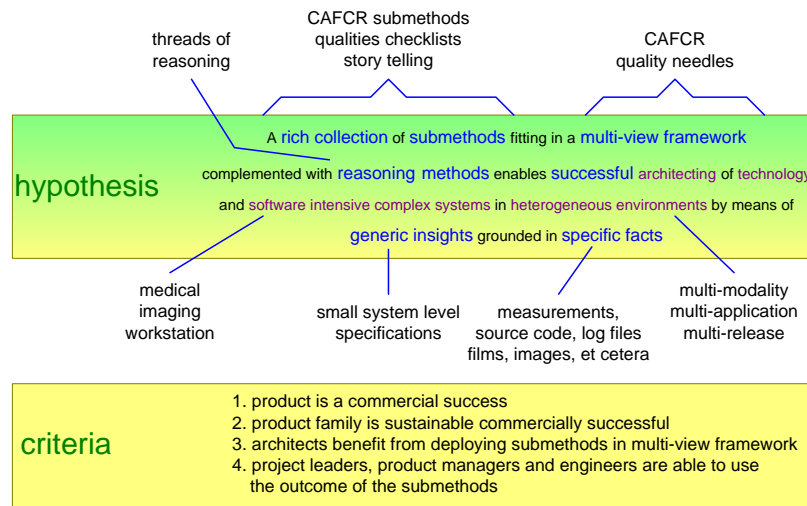 CAFCR submethods
qualities checklists
story telling
threads of
reasoning
CAFCR
quality needles
hypothesis
A rich collection of submethods fitting in a multi-view framework
complemented with reasoning methods enables successful architecting of technology
and software intensive complex systems in heterogeneous environments by means of
generic insights grounded in specific facts
medical
imaging
workstation
small system level
specifications
measurements,
source code, log files
films, images, et cetera
multi-modality
multi-application
multi-release
criteria
1. product is a commercial success
2. product family is sustainable commercially successful
3. architects benefit from deploying submethods in multi-view framework
4. project leaders, product managers and engineers are able to use
the outcome of the submethods